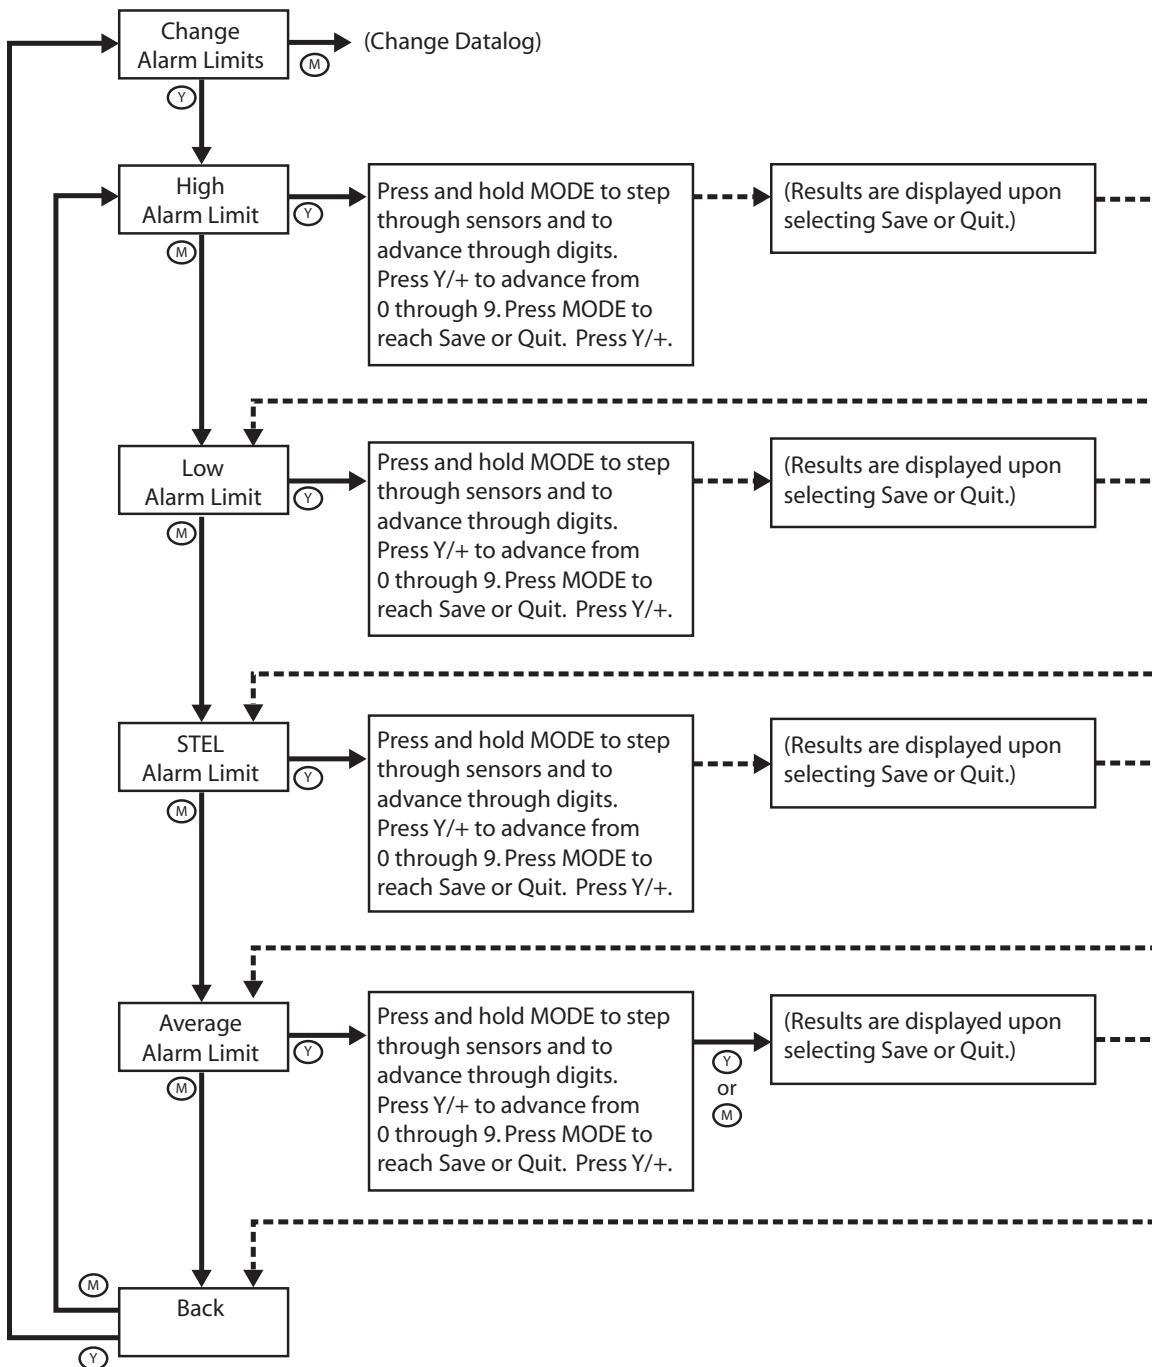 Change
Alarm Limits
(Change Datalog)
M
Y
High
Alarm Limit
Y
M
Press and hold MODE to step
through sensors and to
advance through digits.
Press Y/+ to advance from
0 through 9. Press MODE to
reach Save or Quit. Press Y/+.
(Results are displayed upon
selecting Save or Quit.)
Low
Alarm Limit
Y
M
Press and hold MODE to step
through sensors and to
advance through digits.
Press Y/+ to advance from
0 through 9. Press MODE to
reach Save or Quit. Press Y/+.
(Results are displayed upon
selecting Save or Quit.)
STEL
Alarm Limit
Y
M
Press and hold MODE to step
through sensors and to
advance through digits.
Press Y/+ to advance from
0 through 9. Press MODE to
reach Save or Quit. Press Y/+.
(Results are displayed upon
selecting Save or Quit.)
Average
Alarm Limit
Y
M
Press and hold MODE to step
through sensors and to
advance through digits.
Press Y/+ to advance from
0 through 9. Press MODE to
reach Save or Quit. Press Y/+.
Y
or
M
(Results are displayed upon
selecting Save or Quit.)
M
Back
Y